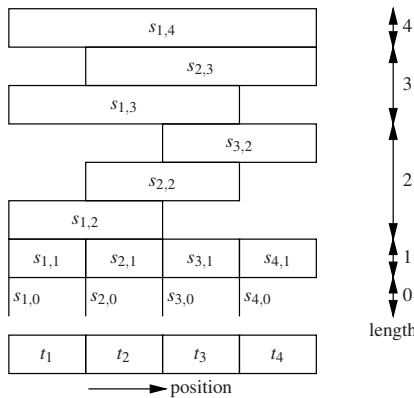 s1,4 4
s2,3
s1,3 3
s3,2
s2,2 2
s1,2
s1,1 s2,1 s3,1 s4,1 1
s1,0 s2,0 s3,0 s4,0 0
length
t1 t2 t3 t4
position